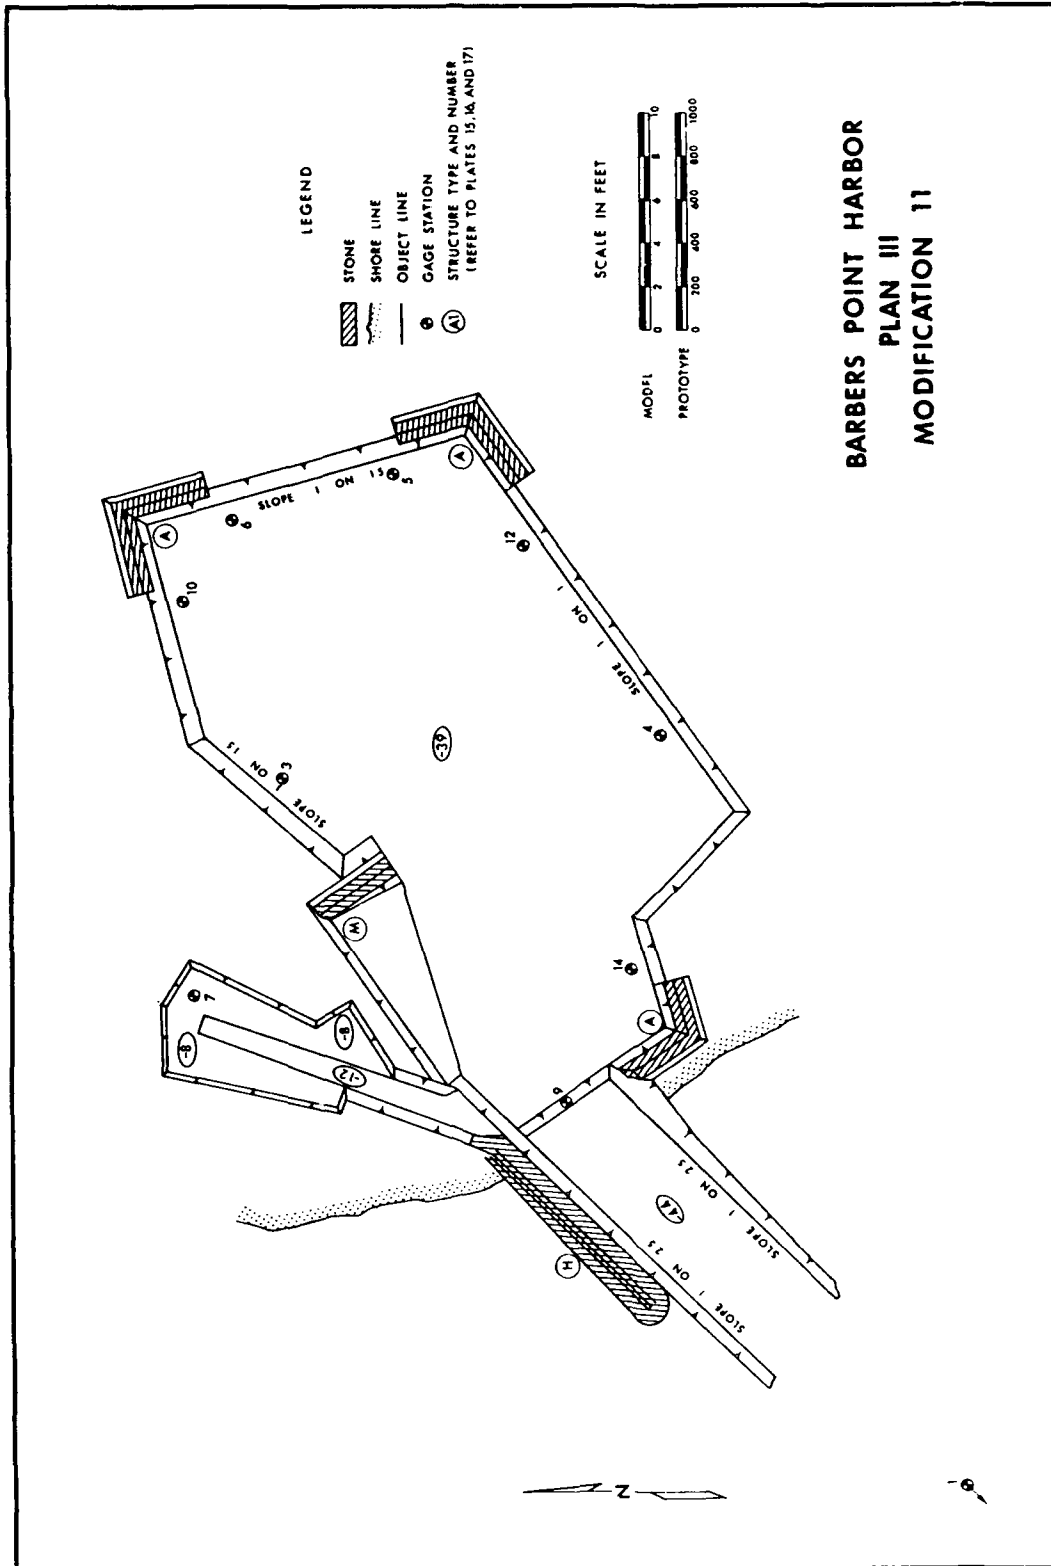 LEGEND
STONE
SHORE LINE
OBJECT LINE
GAGE STATION
A1 STRUCTURE TYPE AND NUMBER
(REFER TO PLATES 15, 16, AND 17)
SCALE IN FEET
MODEL
0 2 4 6 8 10
PROTOTYPE
0 200 400 600 800 1000
BARBERS POINT HARBOR
PLAN III
MODIFICATION 11
A
10
6
SLOPE 1 ON 15
5
A
12
SLOPE 1 ON 1
3
SLOPE 1 ON 15
-39
4
M
7
-8
-8
-12
14
A
9
H
-44
SLOPE 1 ON 25
SLOPE 1 ON 25
N
1